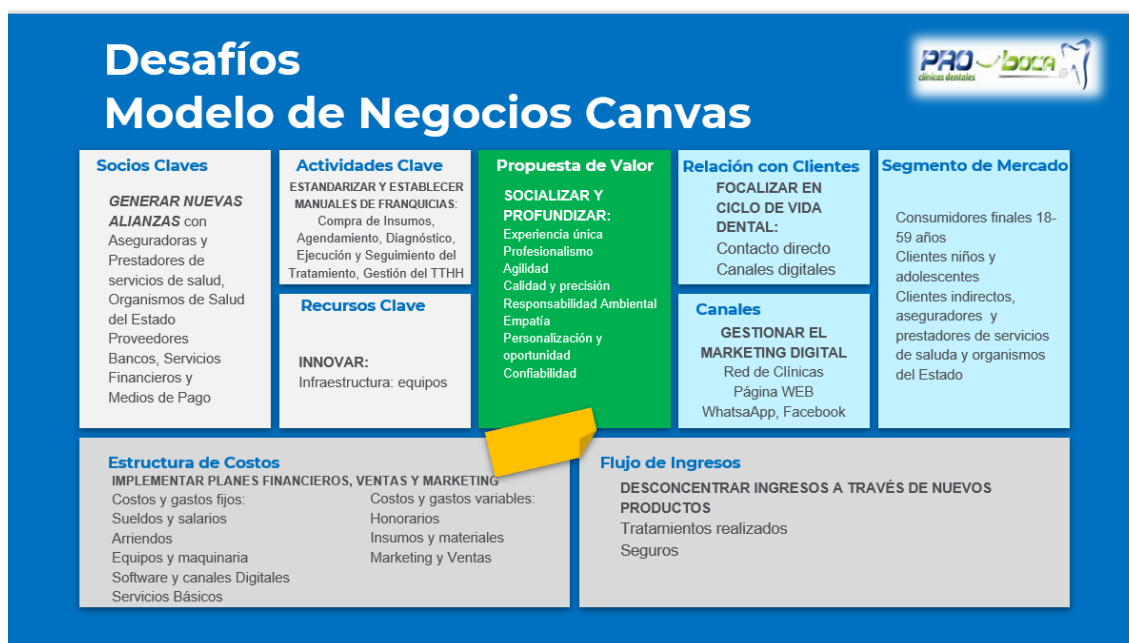 Desafíos
Modelo de Negocios Canvas
PRO boca
clínicas dentales
Socios Claves
GENERAR NUEVAS
ALIANZAS con
Aseguradoras y
Prestadores de
servicios de salud,
Organismos de Salud
del Estado
Proveedores
Bancos, Servicios
Financieros y
Medios de Pago
Actividades Clave
ESTANDARIZAR Y ESTABLECER
MANUALES DE FRANQUICIAS:
Compra de Insumos,
Agendamiento, Diagnóstico,
Ejecución y Seguimiento del
Tratamiento, Gestión del TTHH
Recursos Clave
INNOVAR:
Infraestructura: equipos
Propuesta de Valor
SOCIALIZAR Y
PROFUNDIZAR:
Experiencia única
Profesionalismo
Agilidad
Calidad y precisión
Responsabilidad Ambiental
Empatía
Personalización y
oportunidad
Confiabilidad
Relación con Clientes
FOCALIZAR EN
CICLO DE VIDA
DENTAL:
Contacto directo
Canales digitales
Canales
GESTIONAR EL
MARKETING DIGITAL
Red de Clínicas
Página WEB
WhatsaApp, Facebook
Segmento de Mercado
Consumidores finales 18-
59 años
Clientes niños y
adolescentes
Clientes indirectos,
aseguradores y
prestadores de servicios
de saluda y organismos
del Estado
Estructura de Costos
IMPLEMENTAR PLANES FINANCIEROS, VENTAS Y MARKETING
Costos y gastos fijos:
Sueldos y salarios
Arriendos
Equipos y maquinaria
Software y canales Digitales
Servicios Básicos
Costos y gastos variables:
Honorarios
Insumos y materiales
Marketing y Ventas
Flujo de Ingresos
DESCONCENTRAR INGRESOS A TRAVÉS DE NUEVOS
PRODUCTOS
Tratamientos realizados
Seguros